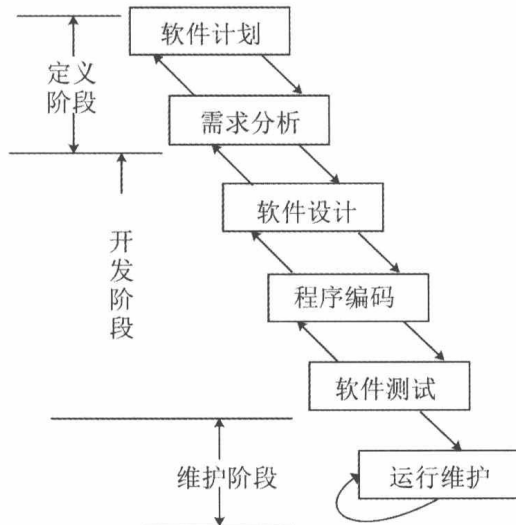 软件计划
定义
阶段
需求分析
软件设计
开
发
阶
段
程序编码
软件测试
维护阶段
运行维护